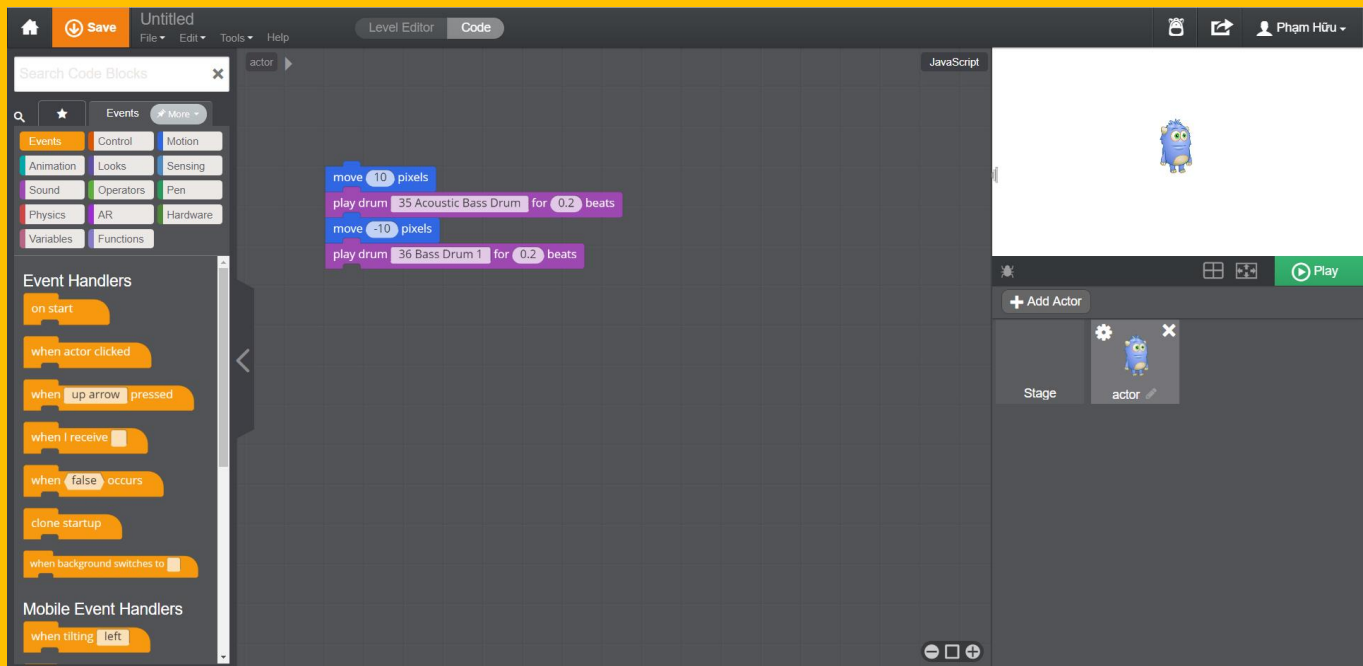 Save
Untitled
File Edit Tools Help
Level Editor Code
Phạm Hữu
Search Code Blocks
Events More
Events Control Motion
Animation Looks Sensing
Sound Operators Pen
Physics AR Hardware
Variables Functions
Event Handlers
on start
when actor clicked
when up arrow pressed
when I receive
when false occurs
clone startup
when background switches to
Mobile Event Handlers
when tilting left
actor
JavaScript
move 10 pixels
play drum 35 Acoustic Bass Drum for 0.2 beats
move -10 pixels
play drum 36 Bass Drum 1 for 0.2 beats
Play
Add Actor
Stage
actor